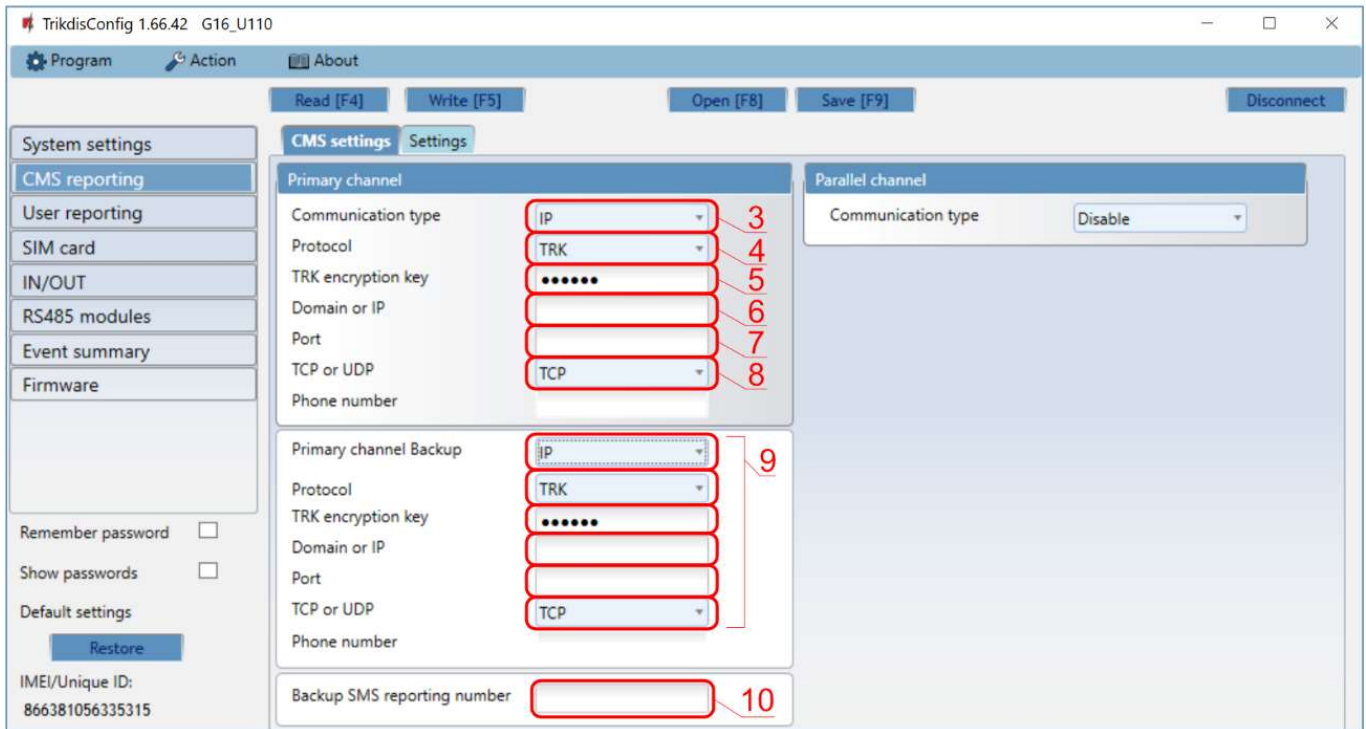 TrikdisConfig 1.66.42 G16_U110
Program Action About
Read [F4] Write [F5] Open [F8] Save [F9] Disconnect
System settings
CMS reporting
User reporting
SIM card
IN/OUT
RS485 modules
Event summary
Firmware
Remember password
Show passwords
Default settings
Restore
IMEI/Unique ID:
866381056335315
CMS settings Settings
Primary channel
Communication type IP 3
Protocol TRK 4
TRK encryption key ●●●●●● 5
Domain or IP 6
Port 7
TCP or UDP TCP 8
Phone number
Primary channel Backup IP 9
Protocol TRK
TRK encryption key ●●●●●●
Domain or IP
Port
TCP or UDP TCP
Phone number
Backup SMS reporting number 10
Parallel channel
Communication type Disable